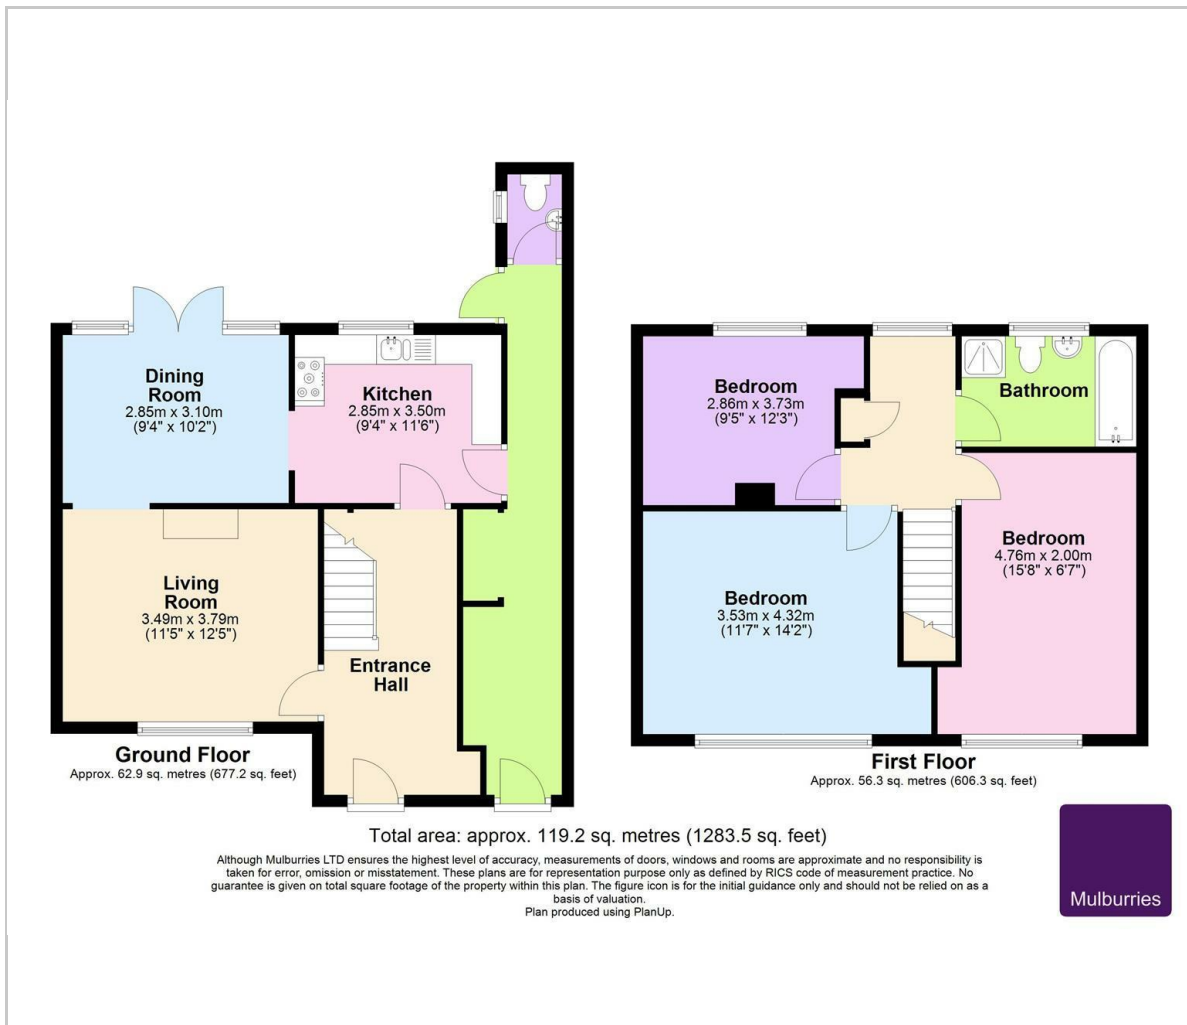 Dining
Room
2.85m x 3.10m
(9'4" x 10'2")
Kitchen
2.85m x 3.50m
(9'4" x 11'6")
Living
Room
3.49m x 3.79m
(11'5" x 12'5")
Entrance
Hall
Ground Floor
Approx. 62.9 sq. metres (677.2 sq. feet)
Bedroom
2.86m x 3.73m
(9'5" x 12'3")
Bathroom
Bedroom
4.76m x 2.00m
(15'8" x 6'7")
Bedroom
3.53m x 4.32m
(11'7" x 14'2")
First Floor
Approx. 56.3 sq. metres (606.3 sq. feet)
Total area: approx. 119.2 sq. metres (1283.5 sq. feet)
Although Mulburries LTD ensures the highest level of accuracy, measurements of doors, windows and rooms are approximate and no responsibility is
taken for error, omission or misstatement. These plans are for representation purpose only as defined by RICS code of measurement practice. No
guarantee is given on total square footage of the property within this plan. The figure icon is for the initial guidance only and should not be relied on as a
basis of valuation.
Plan produced using PlanUp.
Mulburries